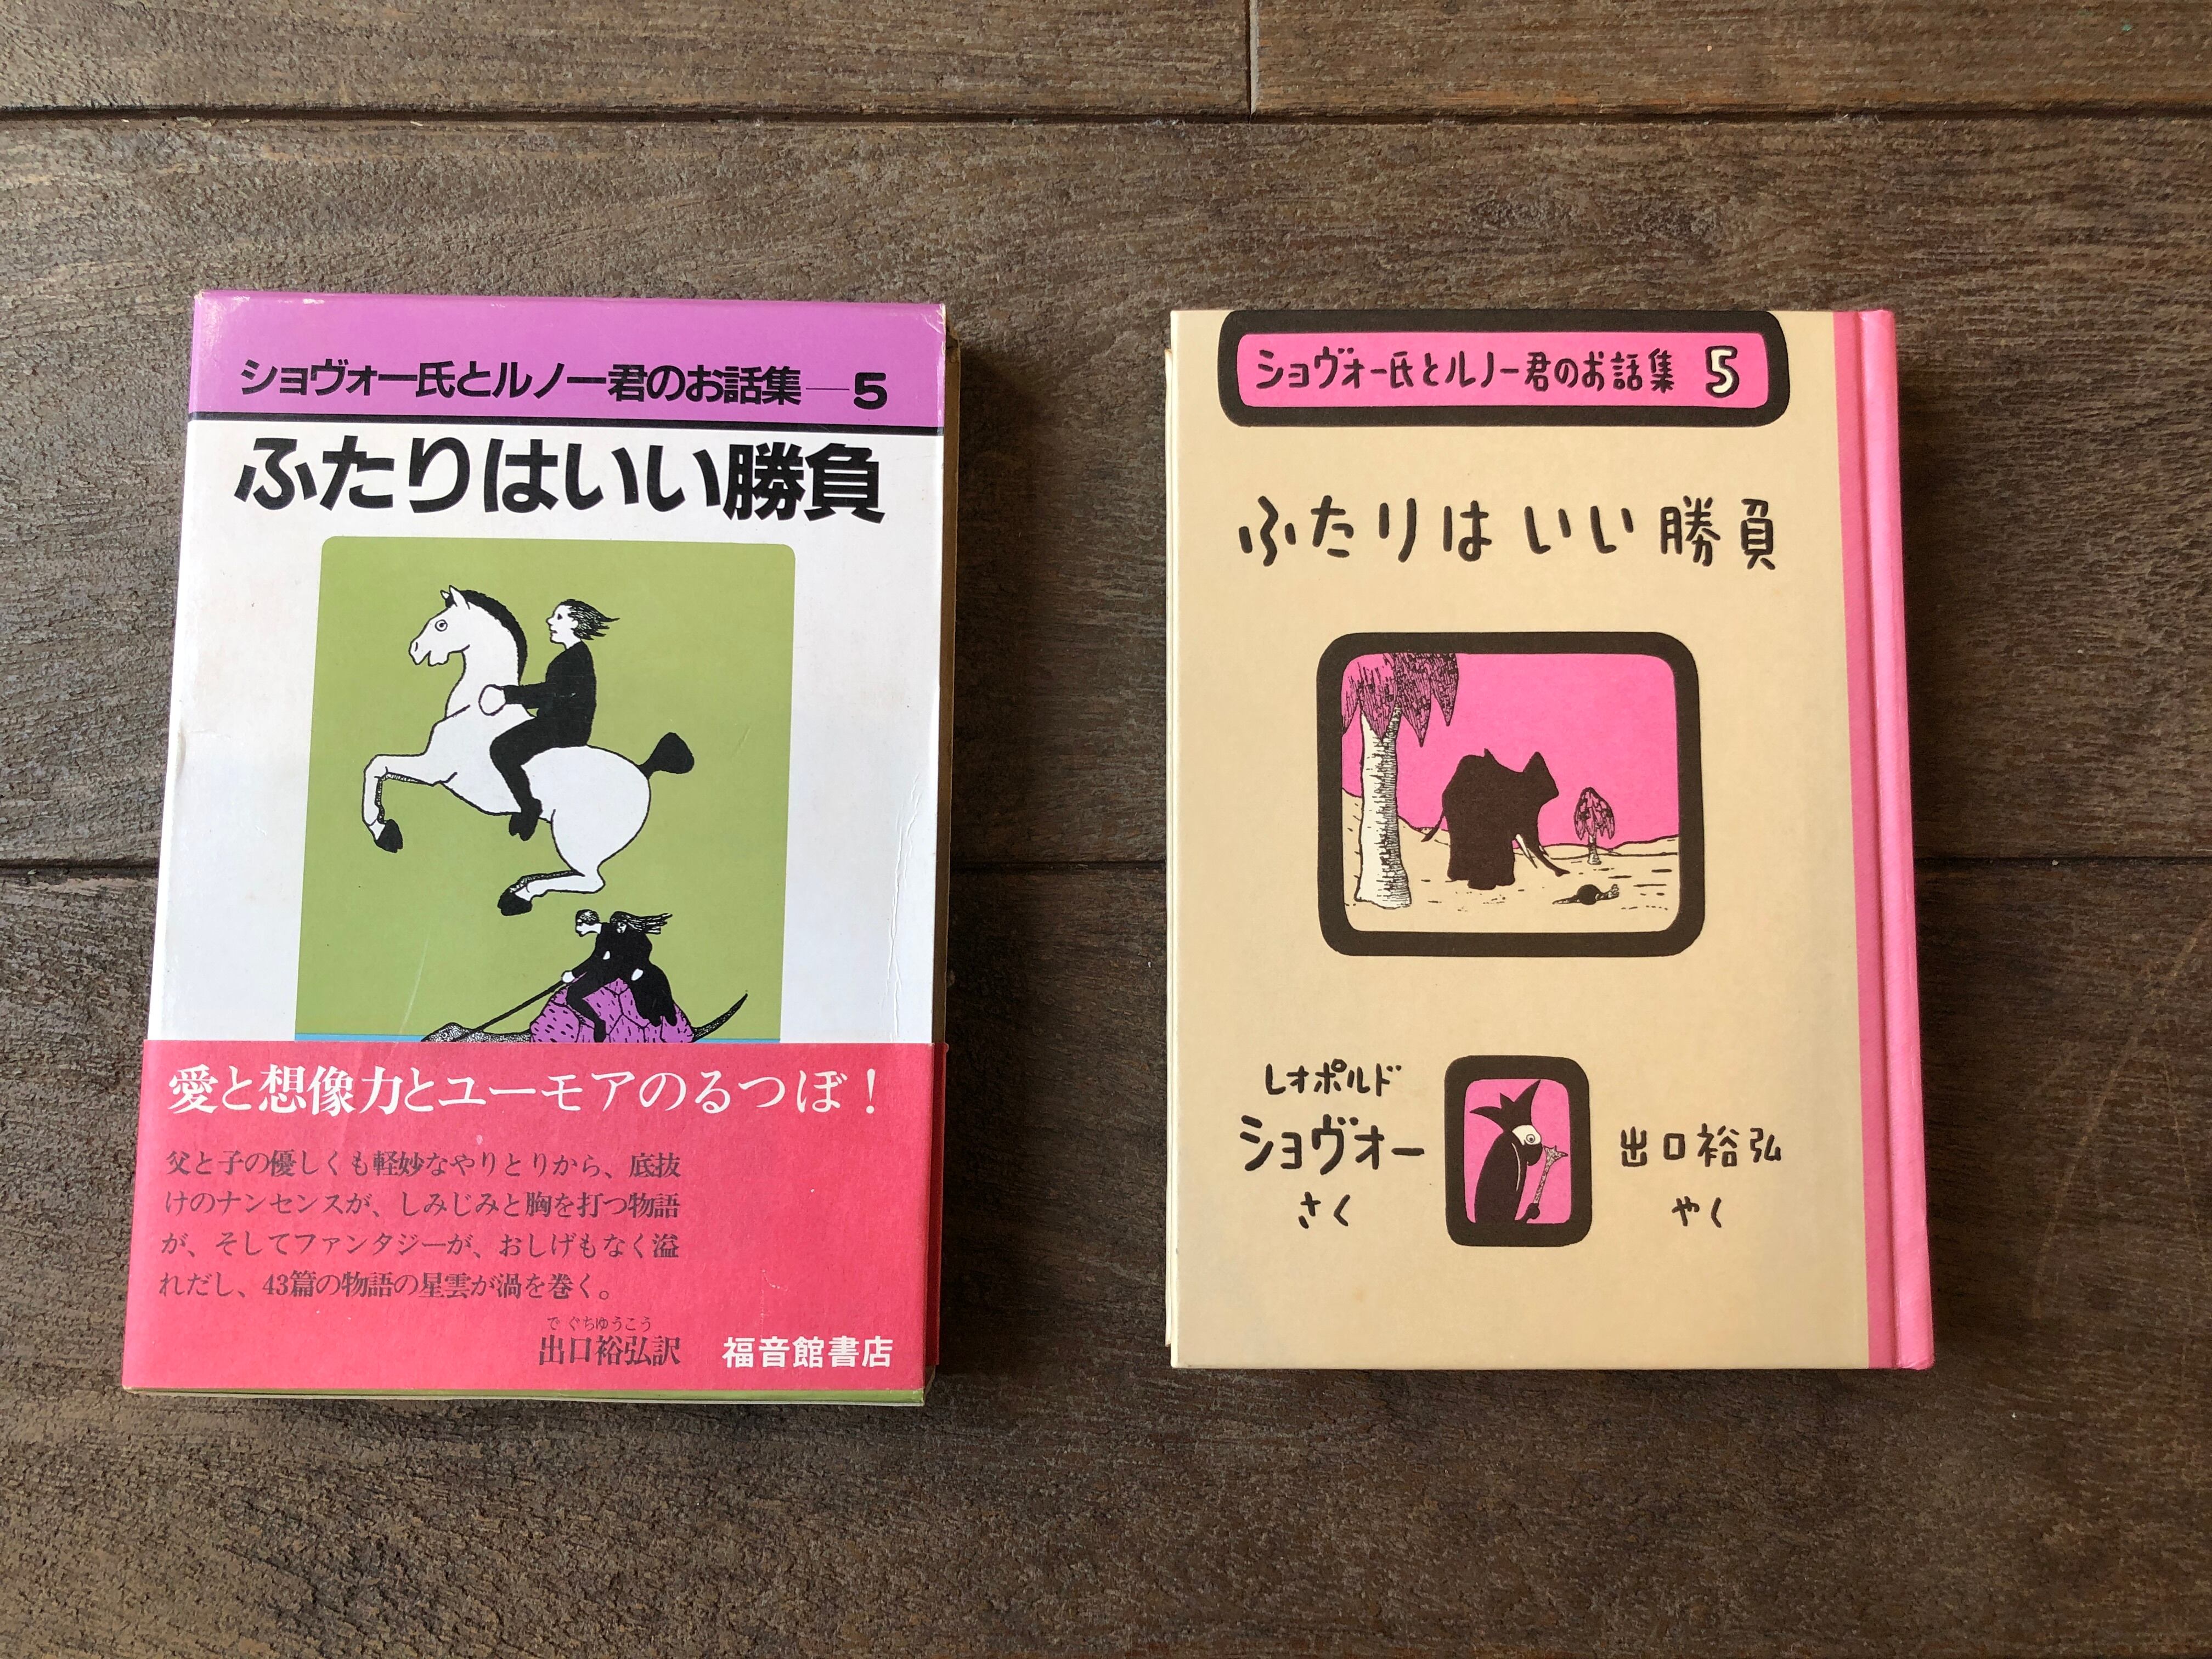 ショヴォー氏とルノー君のお話集—5
ふたりはいい勝負
愛と想像力とユーモアのるつぼ！
父と子の優しくも軽妙なやりとりから、底抜
けのナンセンスが、しみじみと胸を打つ物語
が、そしてファンタジーが、おしげもなく溢
れだし、43篇の物語の星雲が渦を巻く。
で ぐちゆうこう
出口裕弘訳 福音館書店
ショヴォー氏とルノー君のお話集 5
ふたりはいい勝負
レオポルド
ショヴォー
さく
出口裕弘
やく